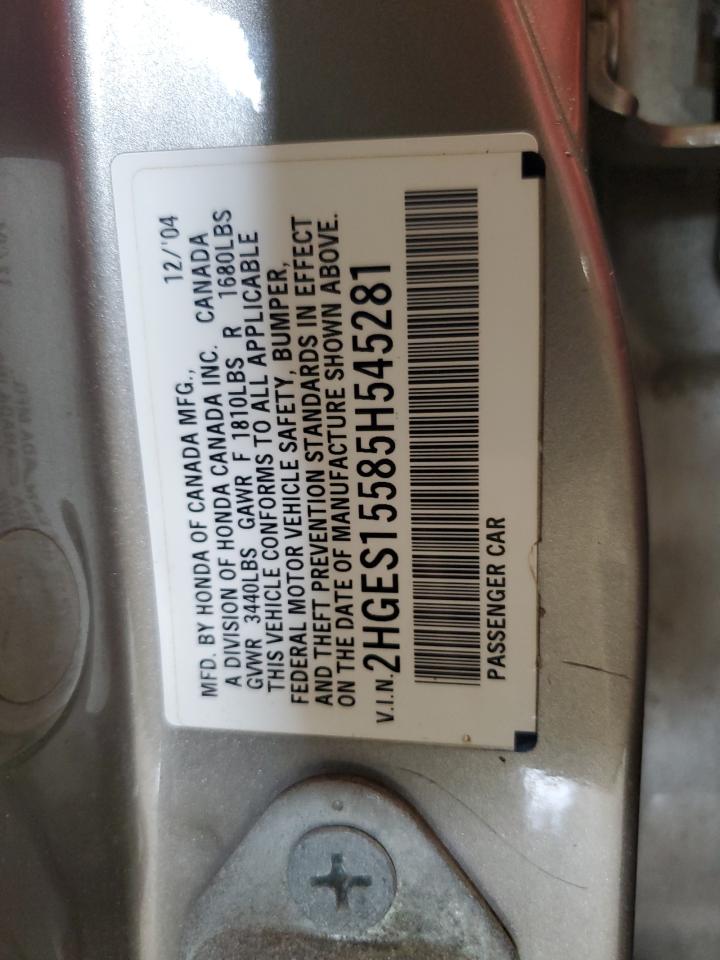 MFD. BY HONDA OF CANADA MFG., 12/'04
A DIVISION OF HONDA CANADA INC. CANADA
GVWR 3440LBS GAWR F 1810LBS R 1680LBS
THIS VEHICLE CONFORMS TO ALL APPLICABLE
FEDERAL MOTOR VEHICLE SAFETY, BUMPER,
AND THEFT PREVENTION STANDARDS IN EFFECT
ON THE DATE OF MANUFACTURE SHOWN ABOVE.
V.I.N. 2HGES15585H545281
PASSENGER CAR